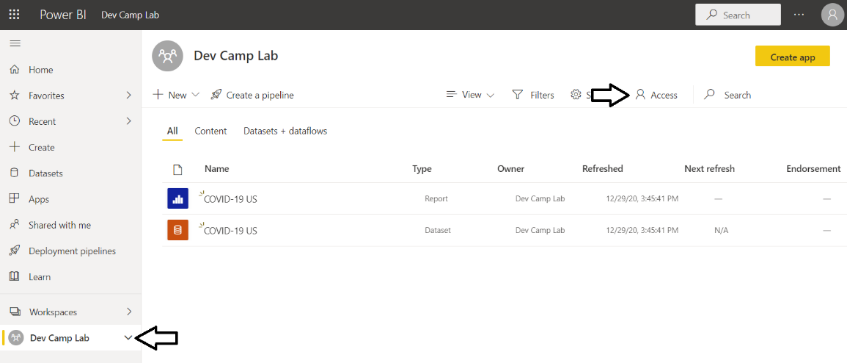 Power BI Dev Camp Lab Search ...
Dev Camp Lab
Create app
New Create a pipeline View Filters S Access Search
All Content Datasets + dataflows
Name Type Owner Refreshed Next refresh Endorsement
COVID-19 US Report Dev Camp Lab 12/29/20, 3:45:41 PM — —
COVID-19 US Dataset Dev Camp Lab 12/29/20, 3:45:41 PM N/A —
Home
Favorites
Recent
Create
Datasets
Apps
Shared with me
Deployment pipelines
Learn
Workspaces
Dev Camp Lab